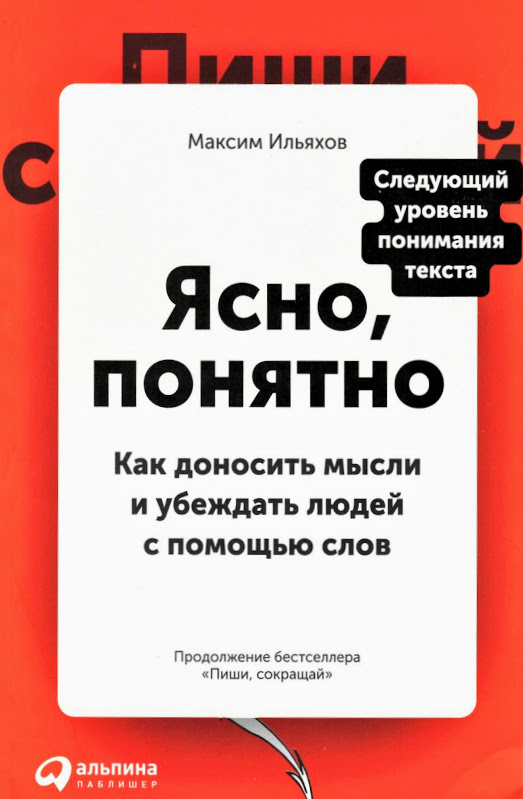 Пиши
с й
Максим Ильяхов
Следующий
уровень
понимания
текста
Ясно,
понятно
Как доносить мысли
и убеждать людей
с помощью слов
Продолжение бестселлера
«Пиши, сокращай»
альпина
ПАБЛИШЕР